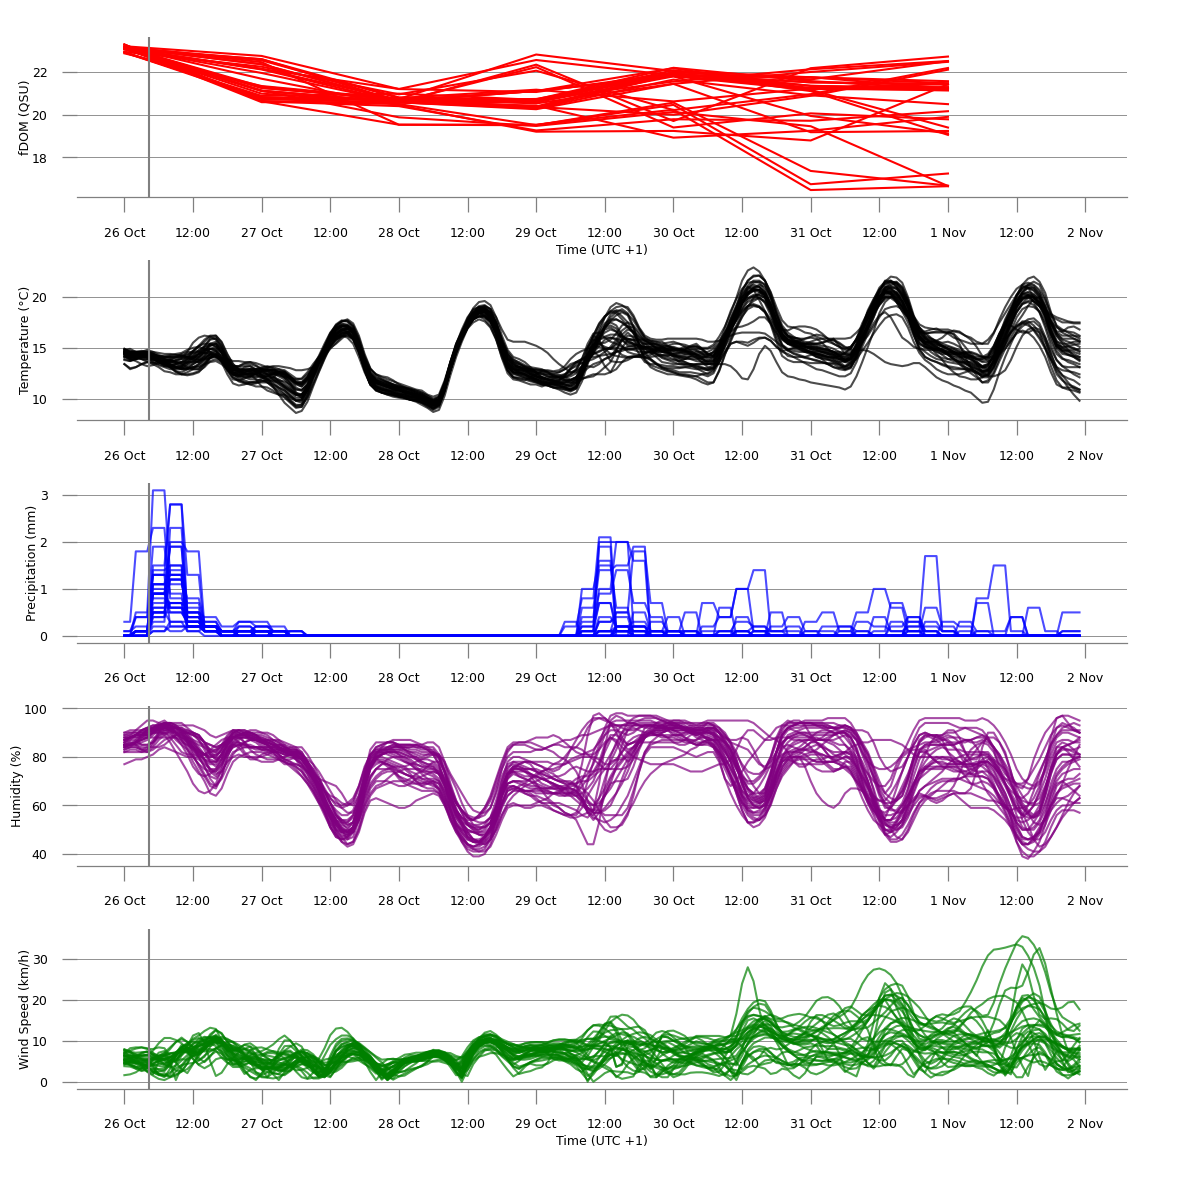 fDOM (QSU)
22
20
18
26 Oct 12:00 27 Oct 12:00 28 Oct 12:00 29 Oct 12:00 30 Oct 12:00 31 Oct 12:00 1 Nov 12:00 2 Nov
Time (UTC +1)
Temperature (°C)
20
15
10
26 Oct 12:00 27 Oct 12:00 28 Oct 12:00 29 Oct 12:00 30 Oct 12:00 31 Oct 12:00 1 Nov 12:00 2 Nov
Precipitation (mm)
3
2
1
0
26 Oct 12:00 27 Oct 12:00 28 Oct 12:00 29 Oct 12:00 30 Oct 12:00 31 Oct 12:00 1 Nov 12:00 2 Nov
Humidity (%)
100
80
60
40
26 Oct 12:00 27 Oct 12:00 28 Oct 12:00 29 Oct 12:00 30 Oct 12:00 31 Oct 12:00 1 Nov 12:00 2 Nov
Wind Speed (km/h)
30
20
10
0
26 Oct 12:00 27 Oct 12:00 28 Oct 12:00 29 Oct 12:00 30 Oct 12:00 31 Oct 12:00 1 Nov 12:00 2 Nov
Time (UTC +1)